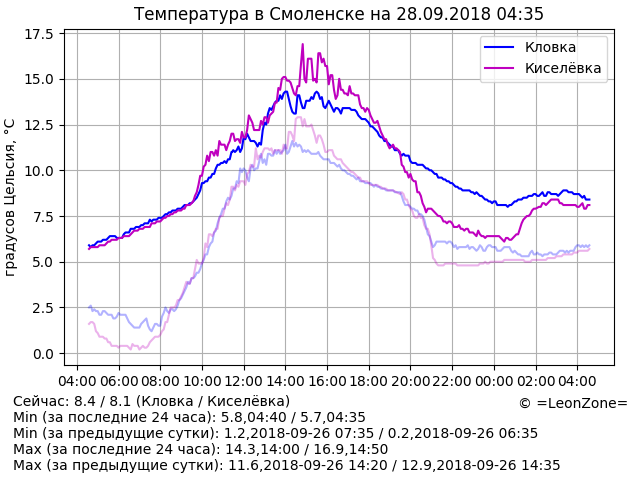 Температура в Смоленске на 28.09.2018 04:35
Кловка
Киселёвка
градусов Цельсия, °C
17.5
15.0
12.5
10.0
7.5
5.0
2.5
0.0
04:00 06:00 08:00 10:00 12:00 14:00 16:00 18:00 20:00 22:00 00:00 02:00 04:00
Сейчас: 8.4 / 8.1 (Кловка / Киселёвка)
© =LeonZone=
Min (за последние 24 часа): 5.8,04:40 / 5.7,04:35
Min (за предыдущие сутки): 1.2,2018-09-26 07:35 / 0.2,2018-09-26 06:35
Max (за последние 24 часа): 14.3,14:00 / 16.9,14:50
Max (за предыдущие сутки): 11.6,2018-09-26 14:20 / 12.9,2018-09-26 14:35